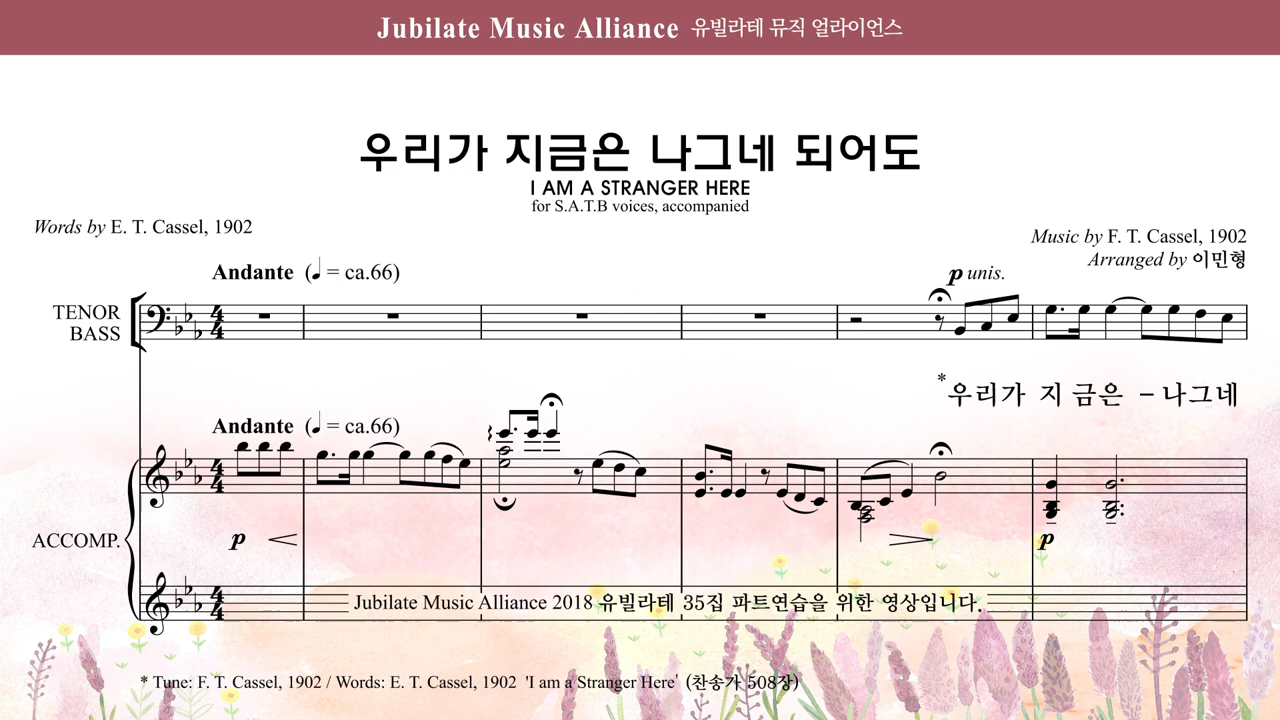 Jubilate Music Alliance 유빌라테 뮤직 얼라이언스
우리가 지금은 나그네 되어도
I AM A STRANGER HERE
for S.A.T.B voices, accompanied
Words by E. T. Cassel, 1902
Music by F. T. Cassel, 1902
Arranged by 이민형
Andante (♩ = ca.66)
p unis.
TENOR
BASS
*우리가 지 금은 – 나그네
Andante (♩ = ca.66)
ACCOMP.
p
p
Jubilate Music Alliance 2018 유빌라테 35집 파트연습을 위한 영상입니다.
* Tune: F. T. Cassel, 1902 / Words: E. T. Cassel, 1902 'I am a Stranger Here' (찬송가 508장)